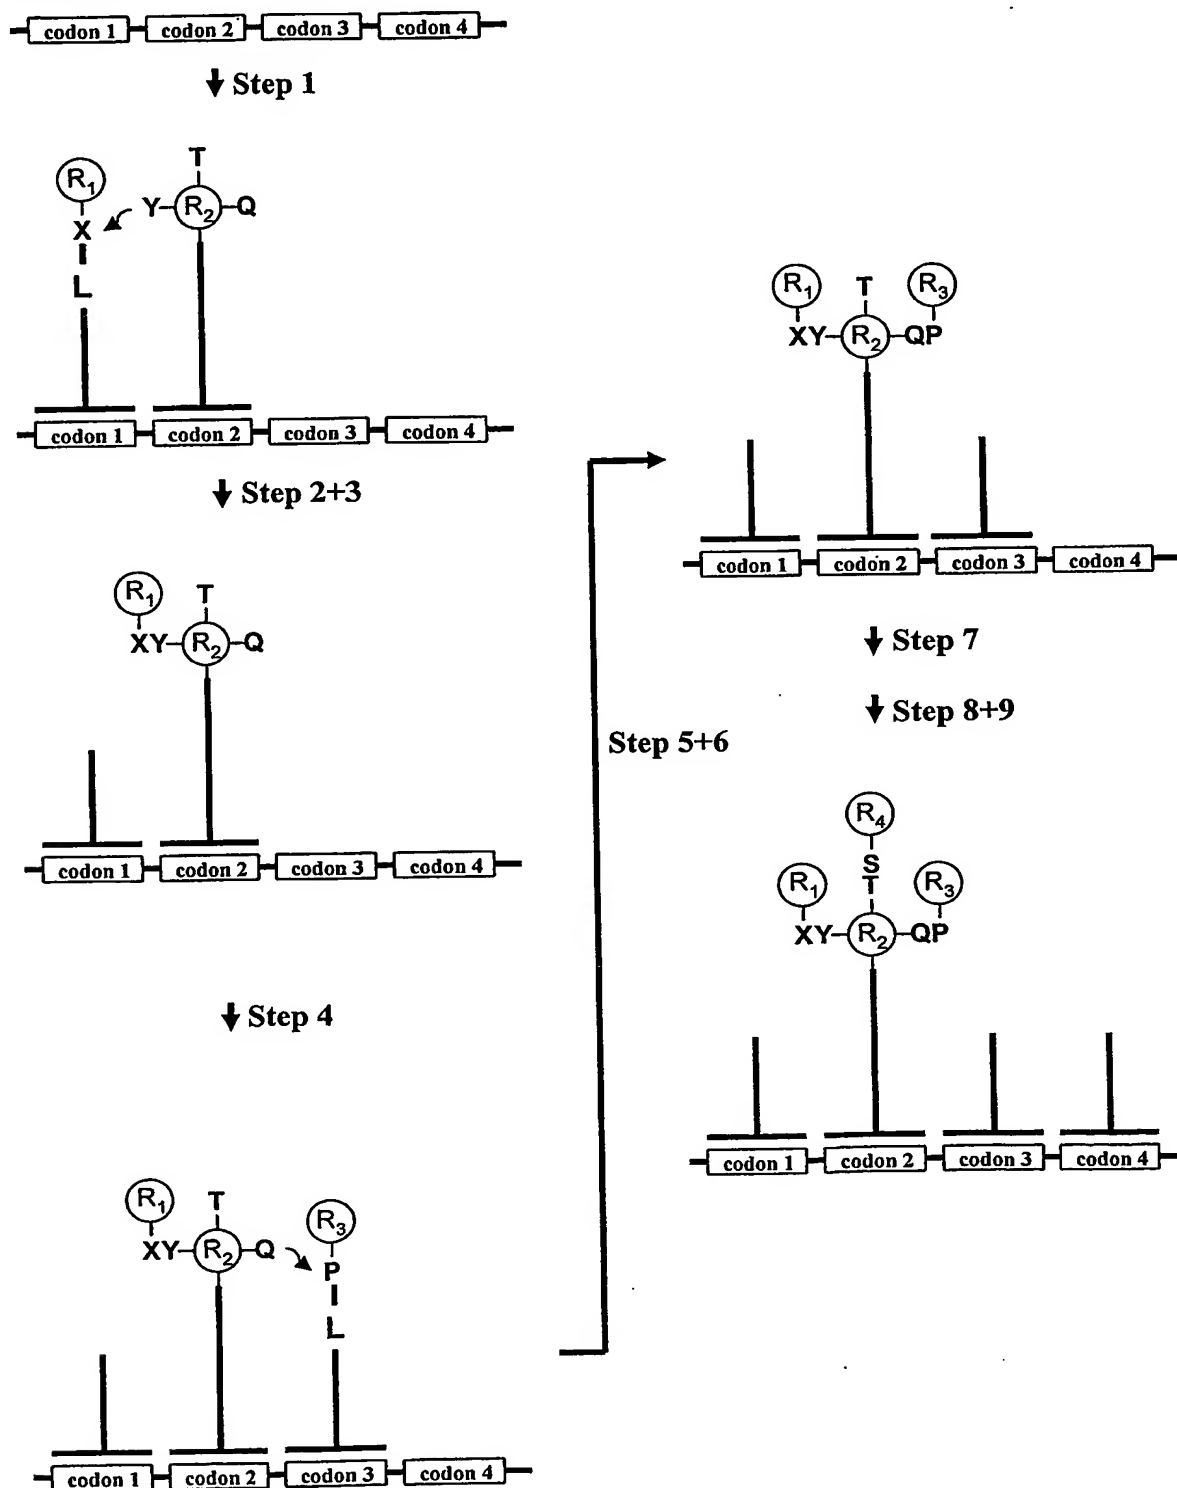 codon 1 codon 2 codon 3 codon 4
Step 1
T
R1
Y R2 Q
X
L
codon 1 codon 2 codon 3 codon 4
Step 2+3
R1 T
XY R2 Q
codon 1 codon 2 codon 3 codon 4
Step 4
R1 T R3
XY R2 Q
P
L
codon 1 codon 2 codon 3 codon 4
Step 5+6
R1 T R3
XY R2 QP
codon 1 codon 2 codon 3 codon 4
Step 7
Step 8+9
R4
S
T
R1 R3
XY R2 QP
codon 1 codon 2 codon 3 codon 4